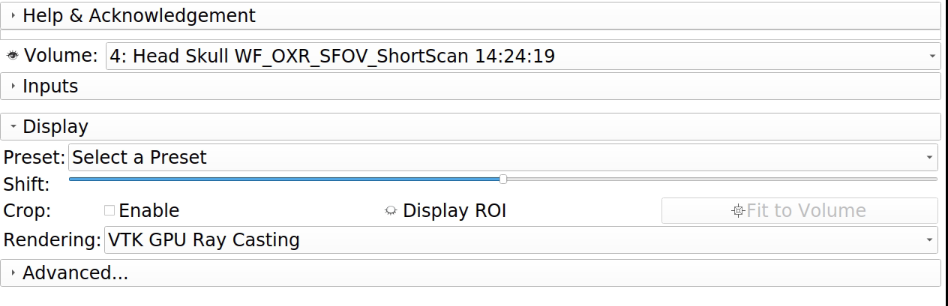 Help & Acknowledgement
Volume: 4: Head Skull WF_OXR_SFOV_ShortScan 14:24:19
Inputs
Display
Preset: Select a Preset
Shift:
Crop: Enable Display ROI Fit to Volume
Rendering: VTK GPU Ray Casting
Advanced...